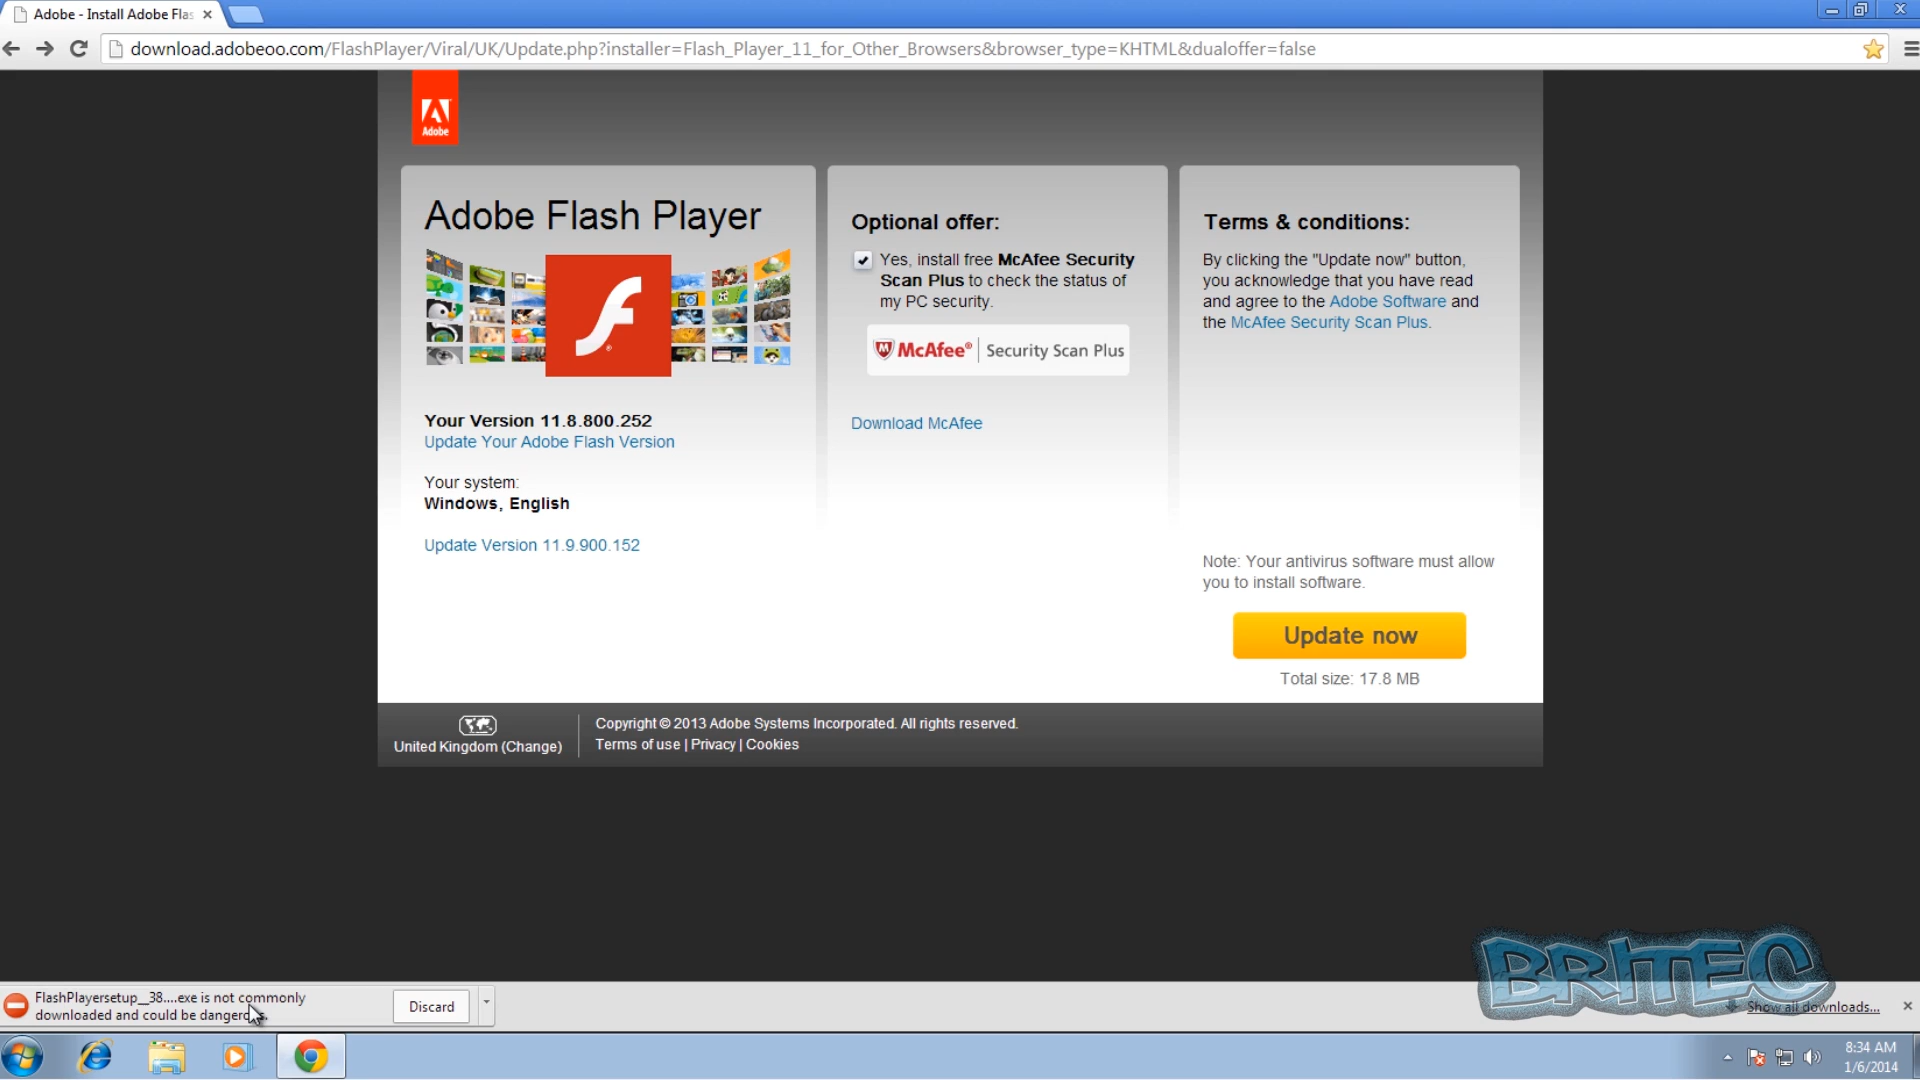 Adobe - Install Adobe Flas
download.adobeoo.com/FlashPlayer/Viral/UK/Update.php?installer=Flash_Player_11_for_Other_Browsers&browser_type=KHTML&dualoffer=false
Adobe
Adobe Flash Player
Your Version 11.8.800.252
Update Your Adobe Flash Version
Your system:
Windows, English
Update Version 11.9.900.152
Optional offer:
Yes, install free McAfee Security
Scan Plus to check the status of
my PC security.
McAfee® Security Scan Plus
Download McAfee
Terms & conditions:
By clicking the "Update now" button,
you acknowledge that you have read
and agree to the Adobe Software and
the McAfee Security Scan Plus.
Note: Your antivirus software must allow
you to install software.
Update now
Total size: 17.8 MB
United Kingdom (Change)
Copyright © 2013 Adobe Systems Incorporated. All rights reserved.
Terms of use | Privacy | Cookies
BRITEC
FlashPlayersetup__38....exe is not commonly
downloaded and could be dangerous.
Discard
Show all downloads...
8:34 AM
1/6/2014